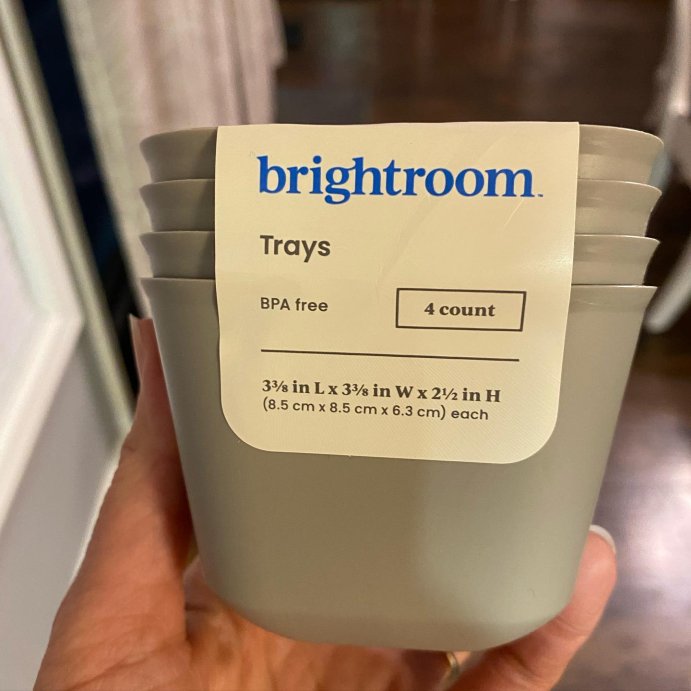 brightroom™
Trays
BPA free
4 count
3⅜ in L x 3⅜ in W x 2½ in H
(8.5 cm x 8.5 cm x 6.3 cm) each